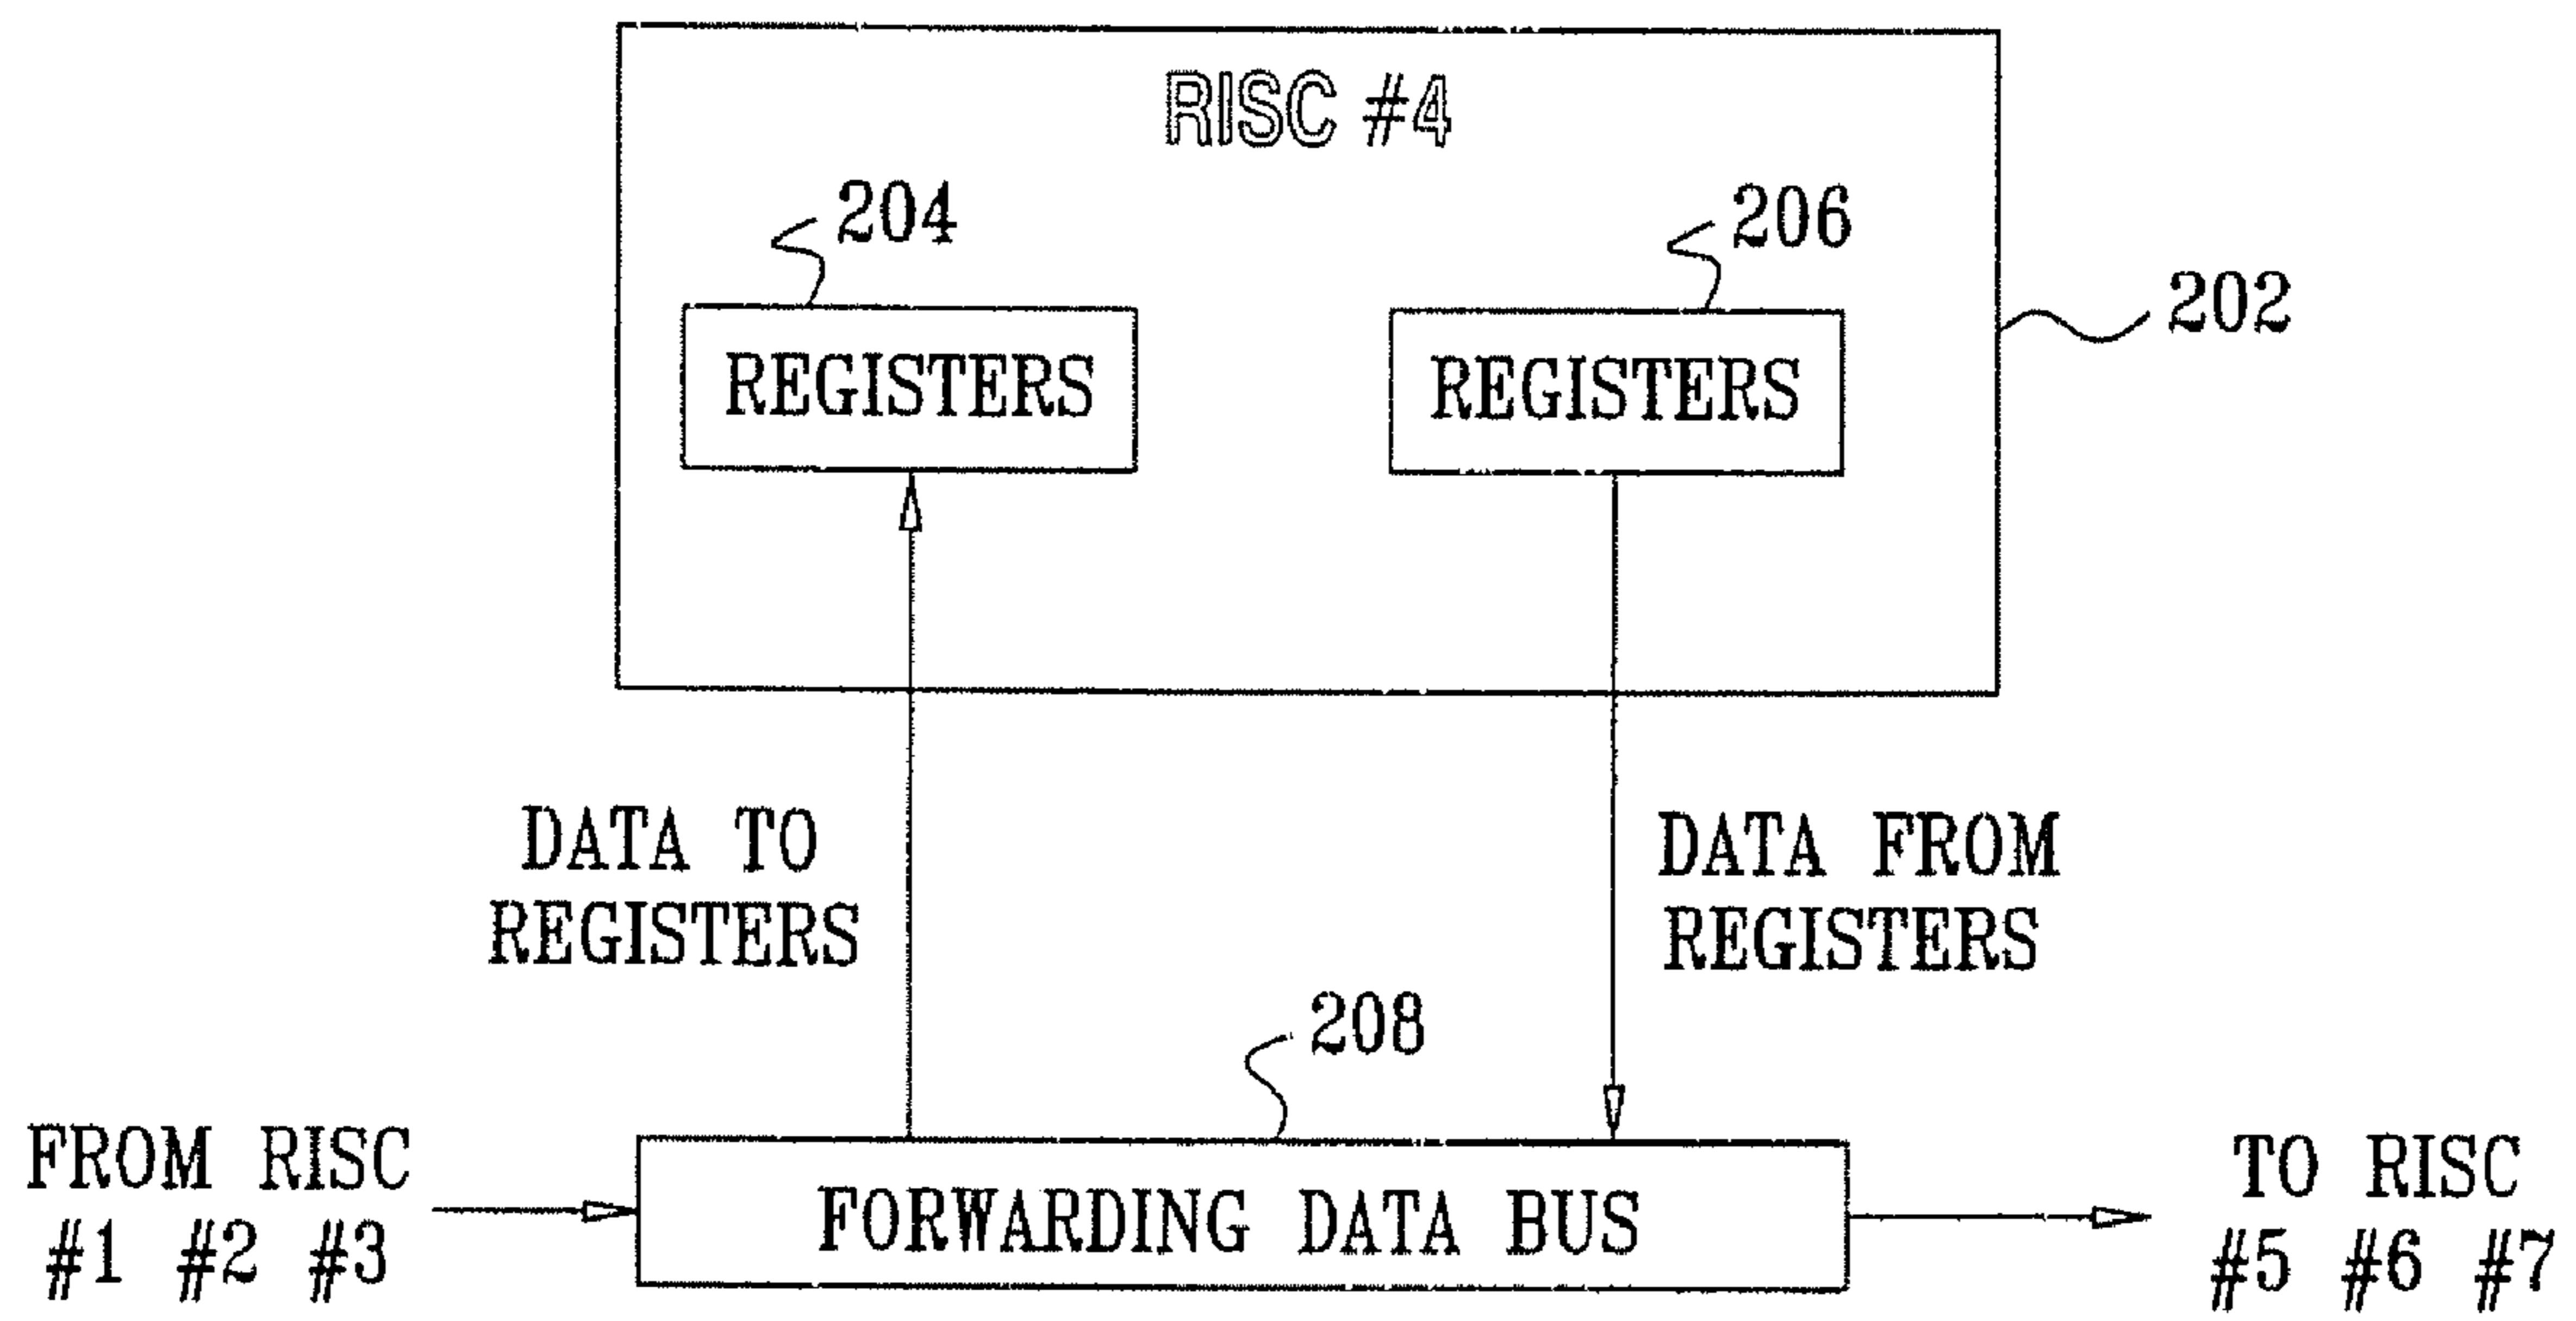 RISC #4
204
206
202
REGISTERS
REGISTERS
DATA TO
REGISTERS
DATA FROM
REGISTERS
208
FROM RISC
#1 #2 #3
FORWARDING DATA BUS
TO RISC
#5 #6 #7